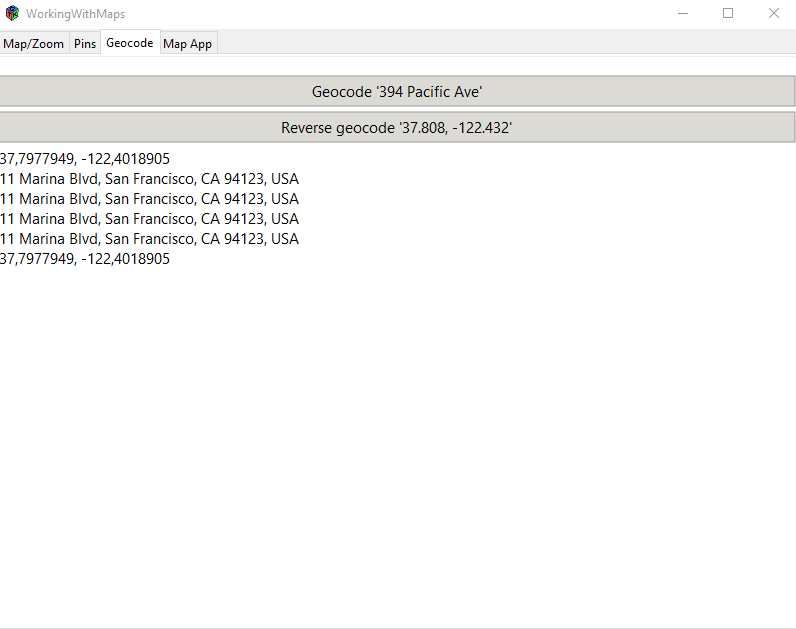 WorkingWithMaps
Map/Zoom Pins Geocode Map App
Geocode '394 Pacific Ave'
Reverse geocode '37.808, -122.432'
37,7977949, -122,4018905
11 Marina Blvd, San Francisco, CA 94123, USA
11 Marina Blvd, San Francisco, CA 94123, USA
11 Marina Blvd, San Francisco, CA 94123, USA
11 Marina Blvd, San Francisco, CA 94123, USA
37,7977949, -122,4018905